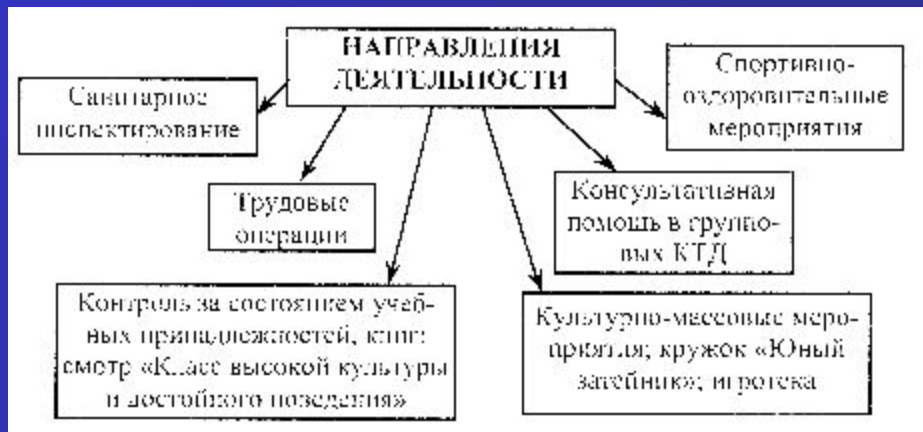 НАПРАВЛЕНИЯ
ДЕЯТЕЛЬНОСТИ
Санитарное
инспектирование
Спортивно-
оздоровительные
мероприятия
Трудовые
операции
Консультативная
помощь в группо-
вых КТД
Контроль за состоянием учеб-
ных принадлежностей, книг;
смотр «Класс высокой культуры
и достойного поведения»
Культурно-массовые меро-
приятля; кружок «Юный
затейник»; игротека